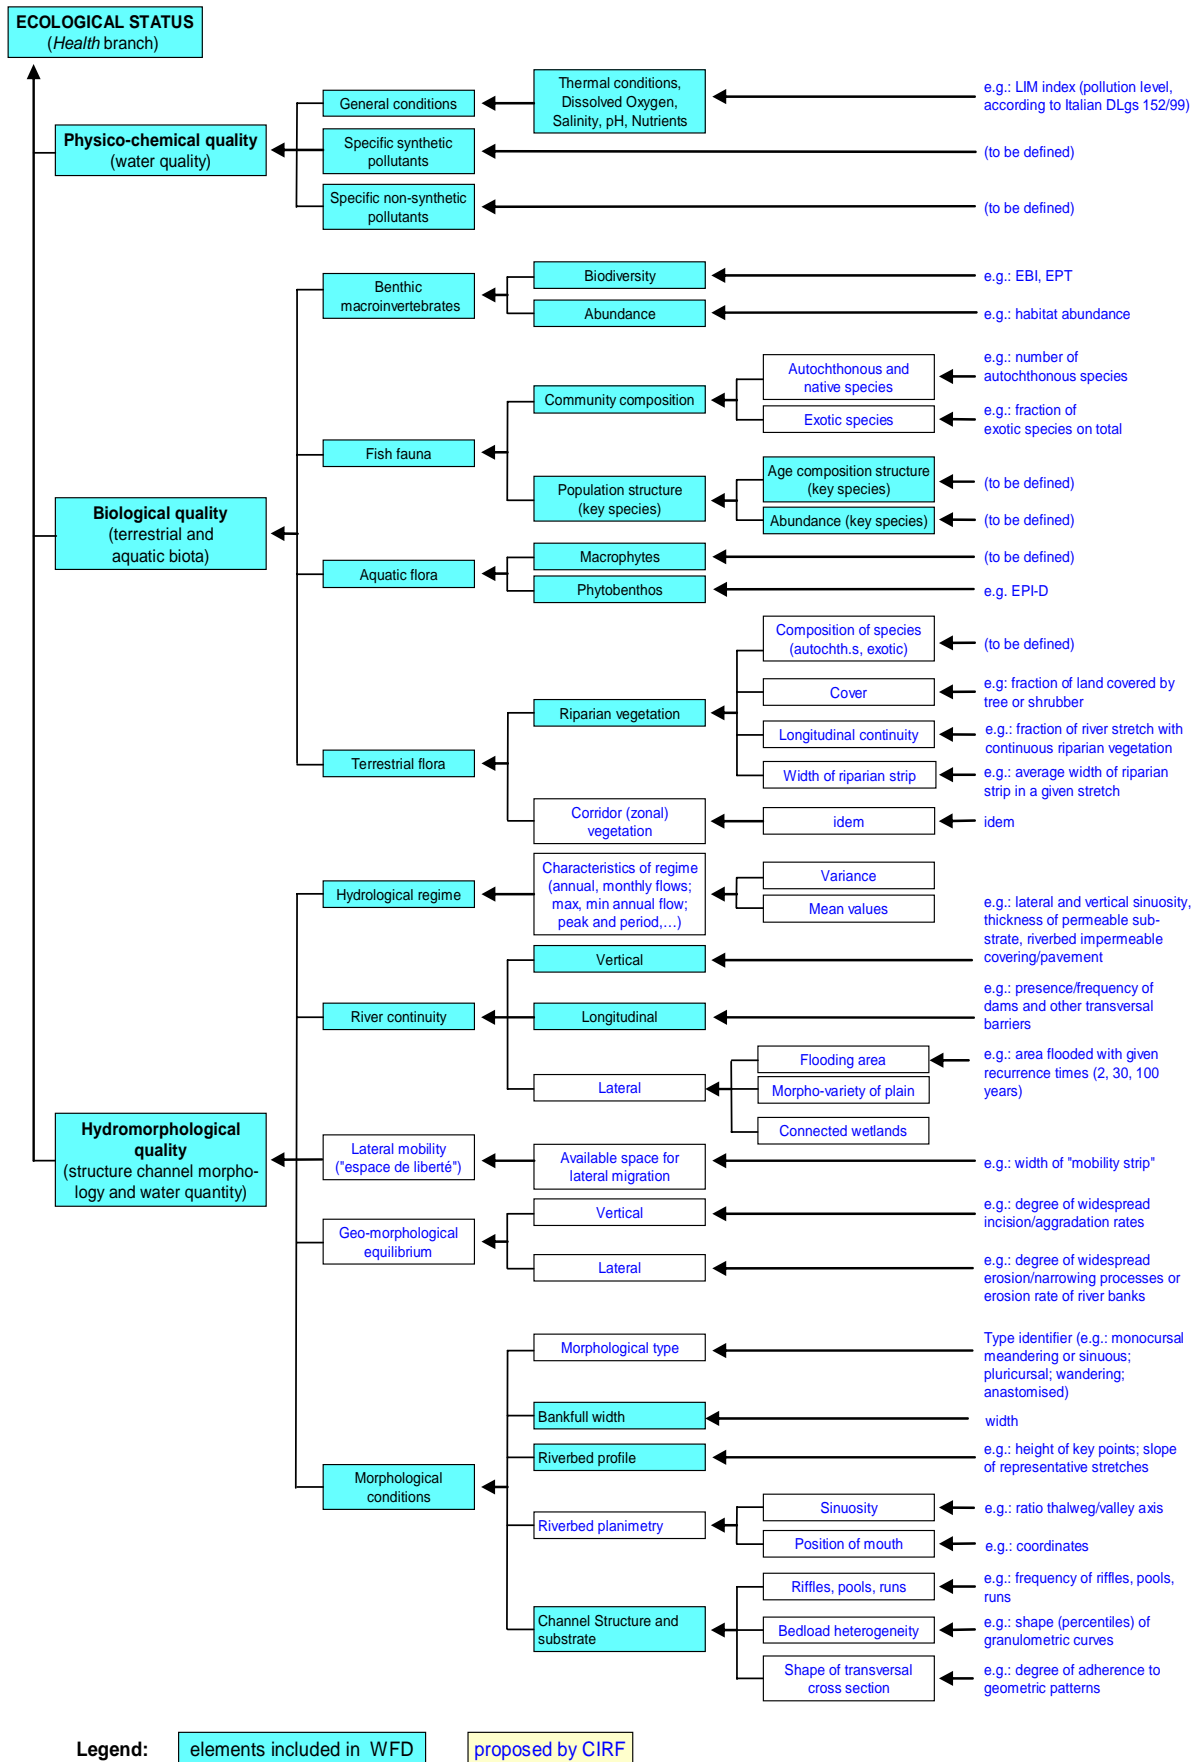 ECOLOGICAL STATUS
(Health branch)
Physico-chemical quality
(water quality)
General conditions
Thermal conditions,
Dissolved Oxygen,
Salinity, pH, Nutrients
e.g.: LIM index (pollution level,
according to Italian DLgs 152/99)
Specific synthetic
pollutants
(to be defined)
Specific non-synthetic
pollutants
(to be defined)
Biological quality
(terrestrial and
aquatic biota)
Benthic
macroinvertebrates
Biodiversity
e.g.: EBI, EPT
Abundance
e.g.: habitat abundance
Fish fauna
Community composition
Autochthonous and
native species
e.g.: number of
autochthonous species
Exotic species
e.g.: fraction of
exotic species on total
Population structure
(key species)
Age composition structure
(key species)
(to be defined)
Abundance (key species)
(to be defined)
Aquatic flora
Macrophytes
(to be defined)
Phytobenthos
e.g. EPI-D
Terrestrial flora
Riparian vegetation
Composition of species
(autochth.s, exotic)
(to be defined)
Cover
e.g: fraction of land covered by
tree or shrubber
Longitudinal continuity
e.g.: fraction of river stretch with
continuous riparian vegetation
Width of riparian strip
e.g.: average width of riparian
strip in a given stretch
Corridor (zonal)
vegetation
idem
idem
Hydromorphological
quality
(structure channel morpho-
logy and water quantity)
Hydrological regime
Characteristics of regime
(annual, monthly flows;
max, min annual flow;
peak and period,...)
Variance
Mean values
River continuity
Vertical
e.g.: lateral and vertical sinuosity,
thickness of permeable sub-
strate, riverbed impermeable
covering/pavement
Longitudinal
e.g.: presence/frequency of
dams and other transversal
barriers
Lateral
Flooding area
e.g.: area flooded with given
recurrence times (2, 30, 100
years)
Morpho-variety of plain
Connected wetlands
Lateral mobility
("espace de liberté")
Available space for
lateral migration
e.g.: width of "mobility strip"
Geo-morphological
equilibrium
Vertical
e.g.: degree of widespread
incision/aggradation rates
Lateral
e.g.: degree of widespread
erosion/narrowing processes or
erosion rate of river banks
Morphological
conditions
Morphological type
Type identifier (e.g.: monocursal
meandering or sinuous;
pluricursal; wandering;
anastomised)
Bankfull width
width
Riverbed profile
e.g.: height of key points; slope
of representative stretches
Riverbed planimetry
Sinuosity
e.g.: ratio thalweg/valley axis
Position of mouth
e.g.: coordinates
Channel Structure and
substrate
Riffles, pools, runs
e.g.: frequency of riffles, pools,
runs
Bedload heterogeneity
e.g.: shape (percentiles) of
granulometric curves
Shape of transversal
cross section
e.g.: degree of adherence to
geometric patterns
Legend:
elements included in WFD
proposed by CIRF